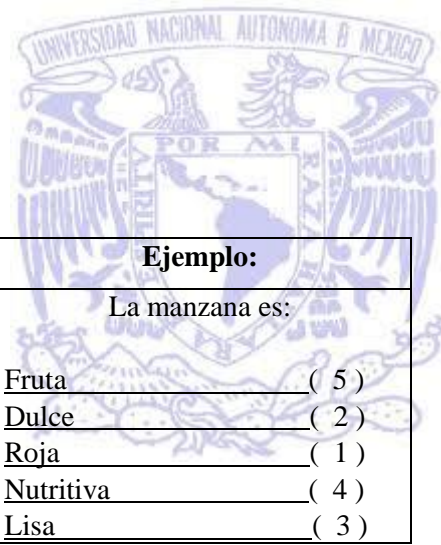 UNIVERSIDAD NACIONAL AUTONOMA D MEXICO
POR MI RAZA
Ejemplo:
La manzana es:
Fruta ( 5 )
Dulce ( 2 )
Roja ( 1 )
Nutritiva ( 4 )
Lisa ( 3 )